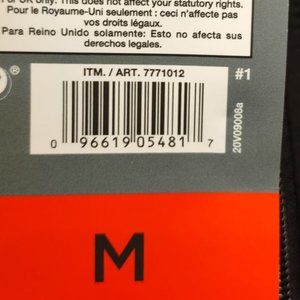 For UK only. This does not affect your statutory rights.
Pour le Royaume-Uni seulement : ceci n'affecte pas
vos droits légaux.
Para Reino Unido solamente: Esto no afecta sus
derechos legales.
ITM. / ART. 7771012
#1
0 96619 05481 7
20V09008a
®
M